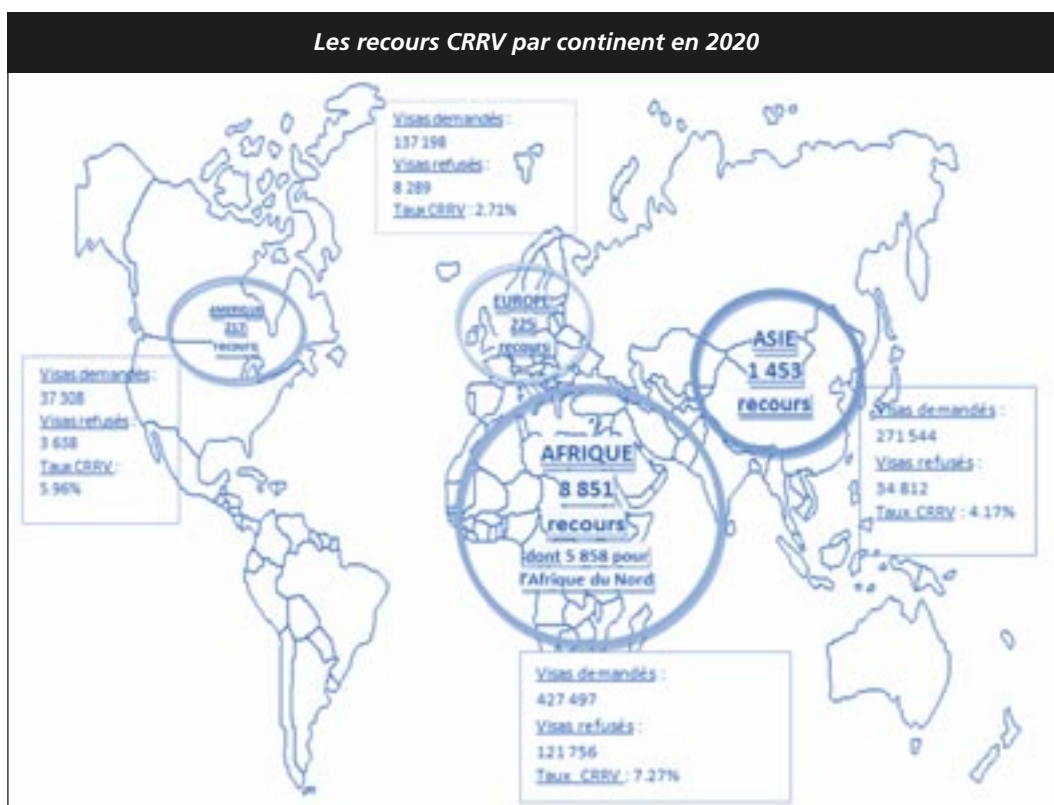 Les recours CRRV par continent en 2020
Visas demandés :
137 198
Visas refusés :
8 289
Taux CRRV : 2.71%
AMERIQUE
217
recours
EUROPE
225
recours
ASIE
1 453
recours
Visas demandés :
37 308
Visas refusés :
3 638
Taux CRRV :
5.96%
Visas demandés :
271 544
Visas refusés :
34 812
Taux CRRV : 4.17%
AFRIQUE
8 851
recours
dont 5 858 pour
l'Afrique du Nord
Visas demandés :
427 497
Visas refusés :
121 756
Taux CRRV : 7.27%